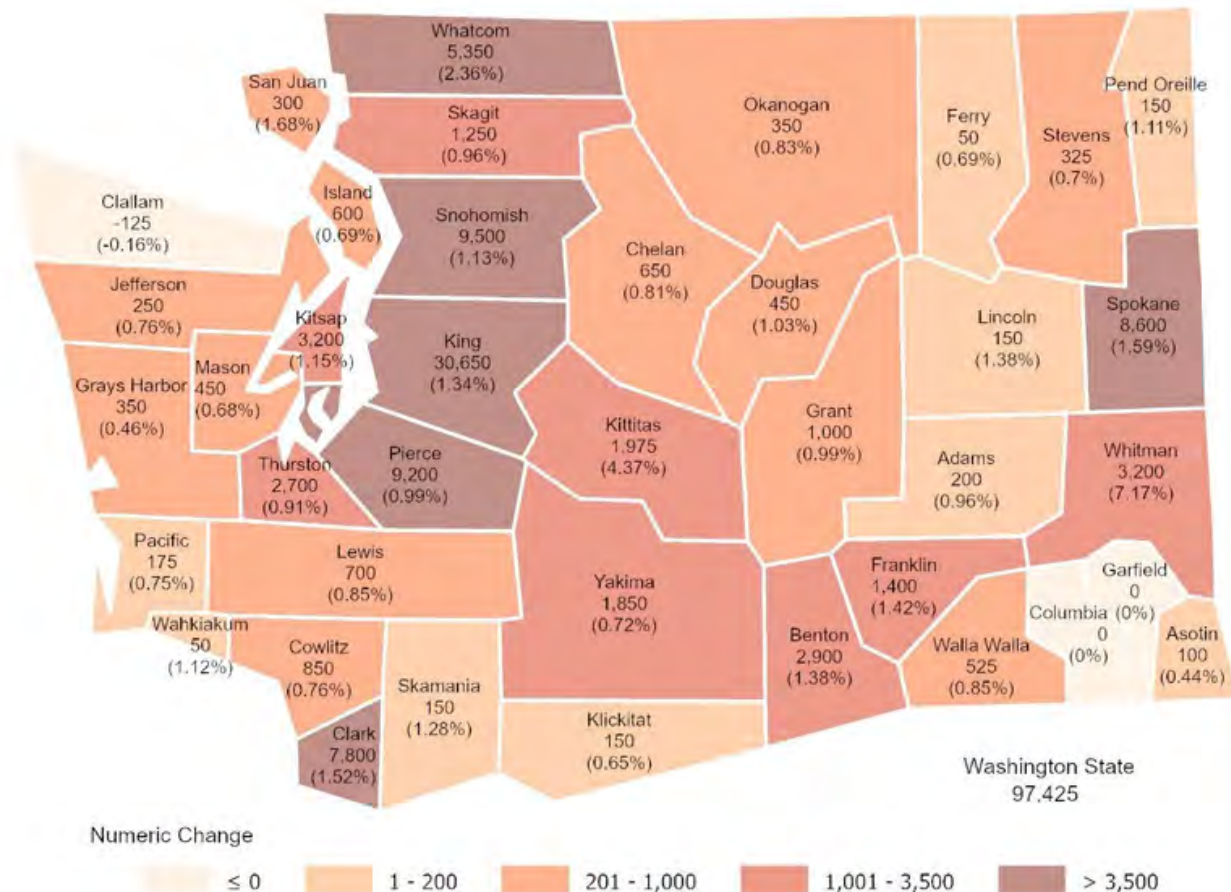 Whatcom
5,350
(2.36%)
San Juan
300
(1.68%)
Skagit
1,250
(0.96%)
Okanogan
350
(0.83%)
Ferry
50
(0.69%)
Stevens
325
(0.7%)
Pend Oreille
150
(1.11%)
Clallam
-125
(-0.16%)
Island
600
(0.69%)
Snohomish
9,500
(1.13%)
Chelan
650
(0.81%)
Douglas
450
(1.03%)
Jefferson
250
(0.76%)
Kitsap
3,200
(1.15%)
King
30,650
(1.34%)
Lincoln
150
(1.38%)
Spokane
8,600
(1.59%)
Grays Harbor
350
(0.46%)
Mason
450
(0.68%)
Thurston
2,700
(0.91%)
Pierce
9,200
(0.99%)
Kittitas
1,975
(4.37%)
Grant
1,000
(0.99%)
Adams
200
(0.96%)
Whitman
3,200
(7.17%)
Pacific
175
(0.75%)
Lewis
700
(0.85%)
Yakima
1,850
(0.72%)
Franklin
1,400
(1.42%)
Garfield
0
(0%)
Columbia
0
(0%)
Wahkiakum
50
(1.12%)
Cowlitz
850
(0.76%)
Skamania
150
(1.28%)
Benton
2,900
(1.38%)
Walla Walla
525
(0.85%)
Asotin
100
(0.44%)
Clark
7,800
(1.52%)
Klickitat
150
(0.65%)
Washington State
97,425
Numeric Change
≤ 0 1 - 200 201 - 1,000 1,001 - 3,500 > 3,500